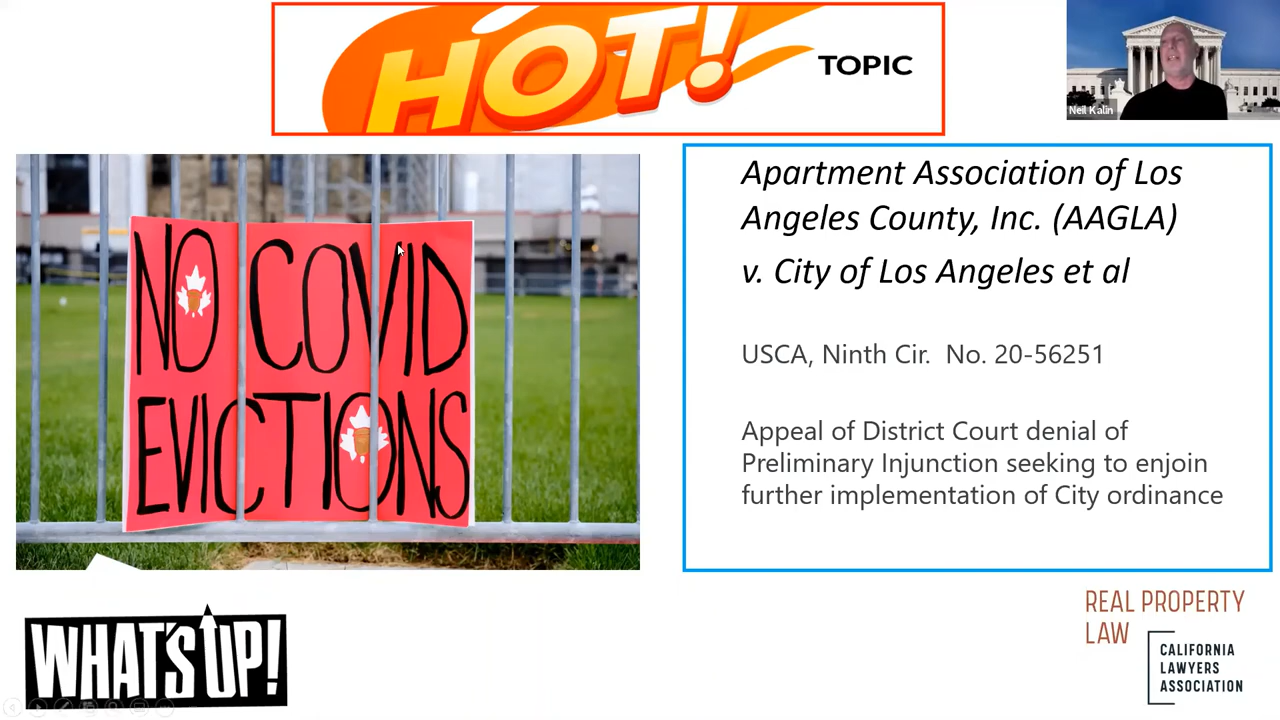 HOT!
TOPIC
Neil Kalin
NO COVID
EVICTIONS
Apartment Association of Los
Angeles County, Inc. (AAGLA)
v. City of Los Angeles et al
USCA, Ninth Cir.  No. 20-56251
Appeal of District Court denial of
Preliminary Injunction seeking to enjoin
further implementation of City ordinance
WHAT'S UP!
REAL PROPERTY
LAW
CALIFORNIA
LAWYERS
ASSOCIATION